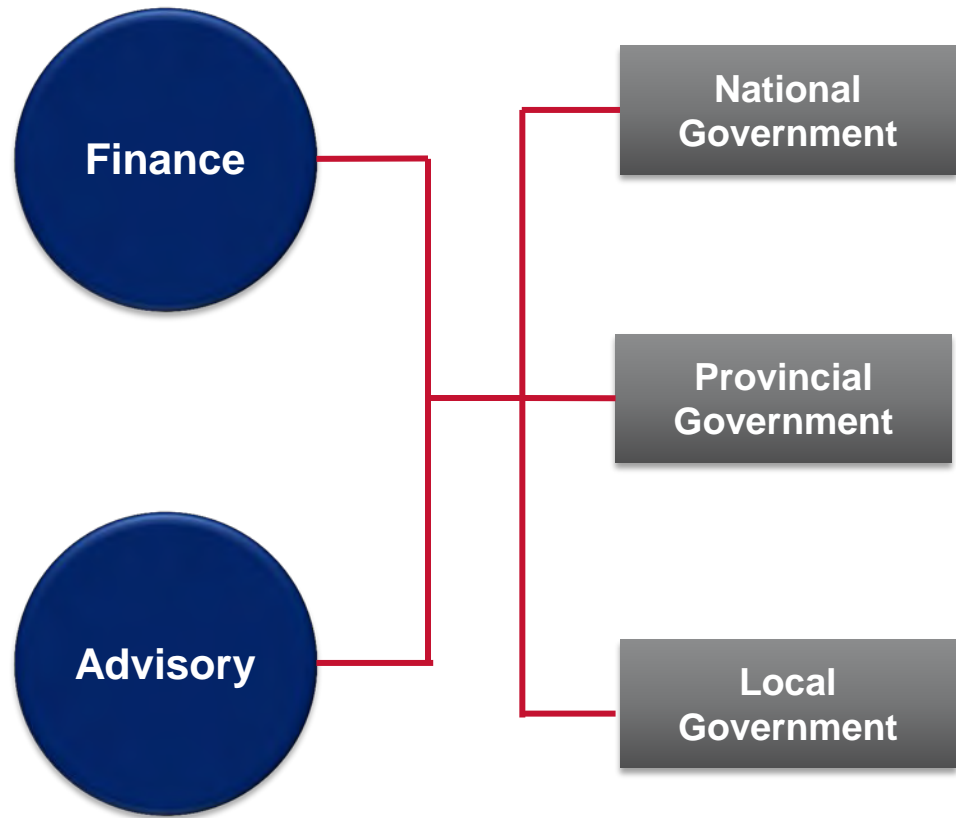 Finance
Advisory
National
Government
Provincial
Government
Local
Government